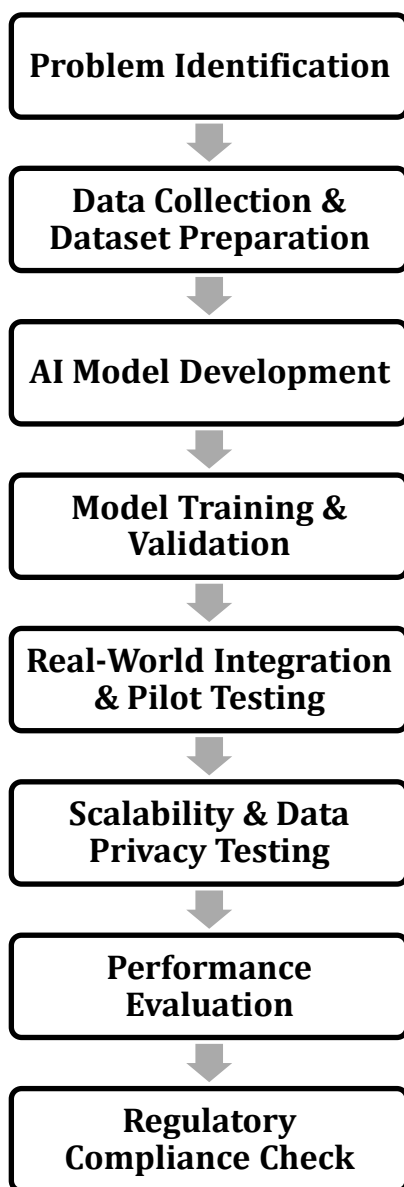 Problem Identification
Data Collection &
Dataset Preparation
AI Model Development
Model Training &
Validation
Real-World Integration
& Pilot Testing
Scalability & Data
Privacy Testing
Performance
Evaluation
Regulatory
Compliance Check